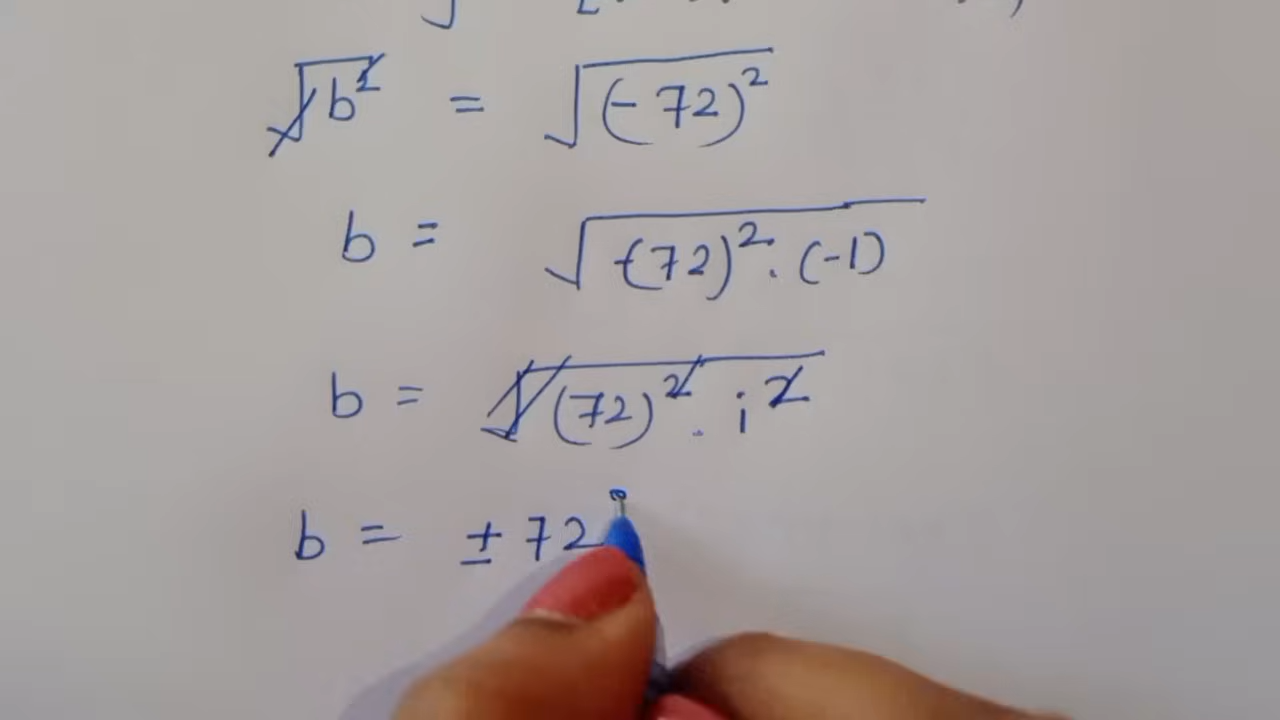 √b² = √(-72)²
b = √-(72)² · (-1)
b = √(72)² · i²
b = ± 72